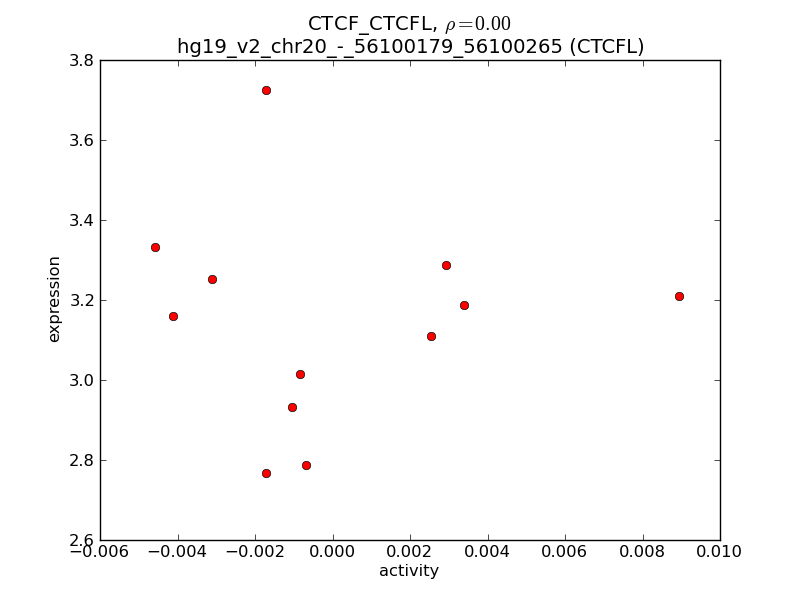 CTCF_CTCFL, ρ=0.00
hg19_v2_chr20_-_56100179_56100265 (CTCFL)
3.8
3.6
3.4
3.2
3.0
2.8
2.6
expression
−0.006 −0.004 −0.002 0.000 0.002 0.004 0.006 0.008 0.010
activity